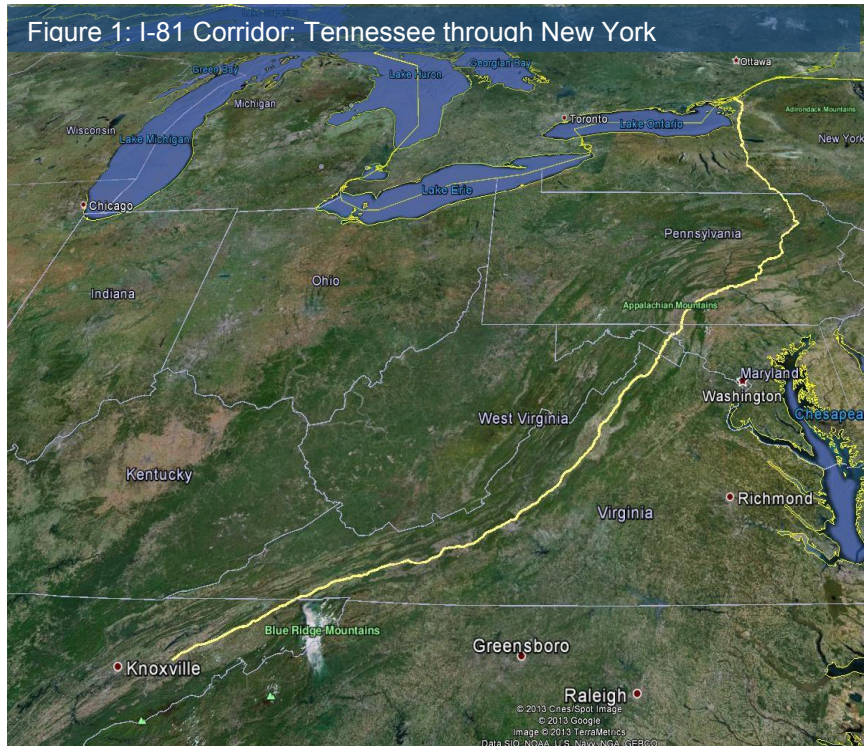 Figure 1: I-81 Corridor: Tennessee through New York
Ottawa
Green Bay
Lake Huron
Georgian Bay
Michigan
Adirondack Mountains
Wisconsin
Toronto
Lake Ontario
Lake Michigan
New York
Lake Erie
Chicago
Pennsylvania
Ohio
Indiana
Appalachian Mountains
Maryland
Washington
Chesapea
West Virginia
Kentucky
Richmond
Virginia
Blue Ridge Mountains
Greensboro
Knoxville
Raleigh
© 2013 Cnes/Spot Image
© 2013 Google
Image © 2013 TerraMetrics
Data SIO, NOAA, U.S. Navy, NGA, GEBCO